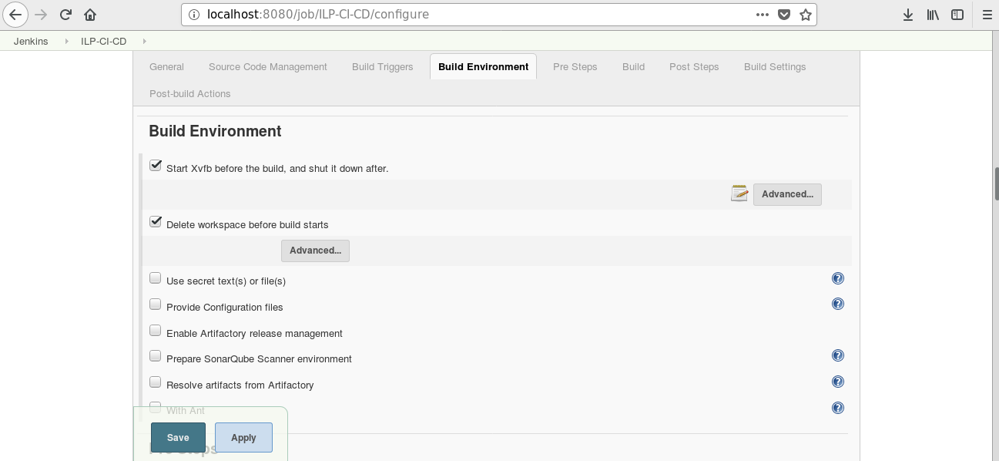 localhost:8080/job/ILP-CI-CD/configure
Jenkins ILP-CI-CD
General Source Code Management Build Triggers Build Environment Pre Steps Build Post Steps Build Settings
Post-build Actions
Build Environment
Start Xvfb before the build, and shut it down after.
Advanced...
Delete workspace before build starts
Advanced...
Use secret text(s) or file(s)
Provide Configuration files
Enable Artifactory release management
Prepare SonarQube Scanner environment
Resolve artifacts from Artifactory
With Ant
Save Apply
Pre Steps